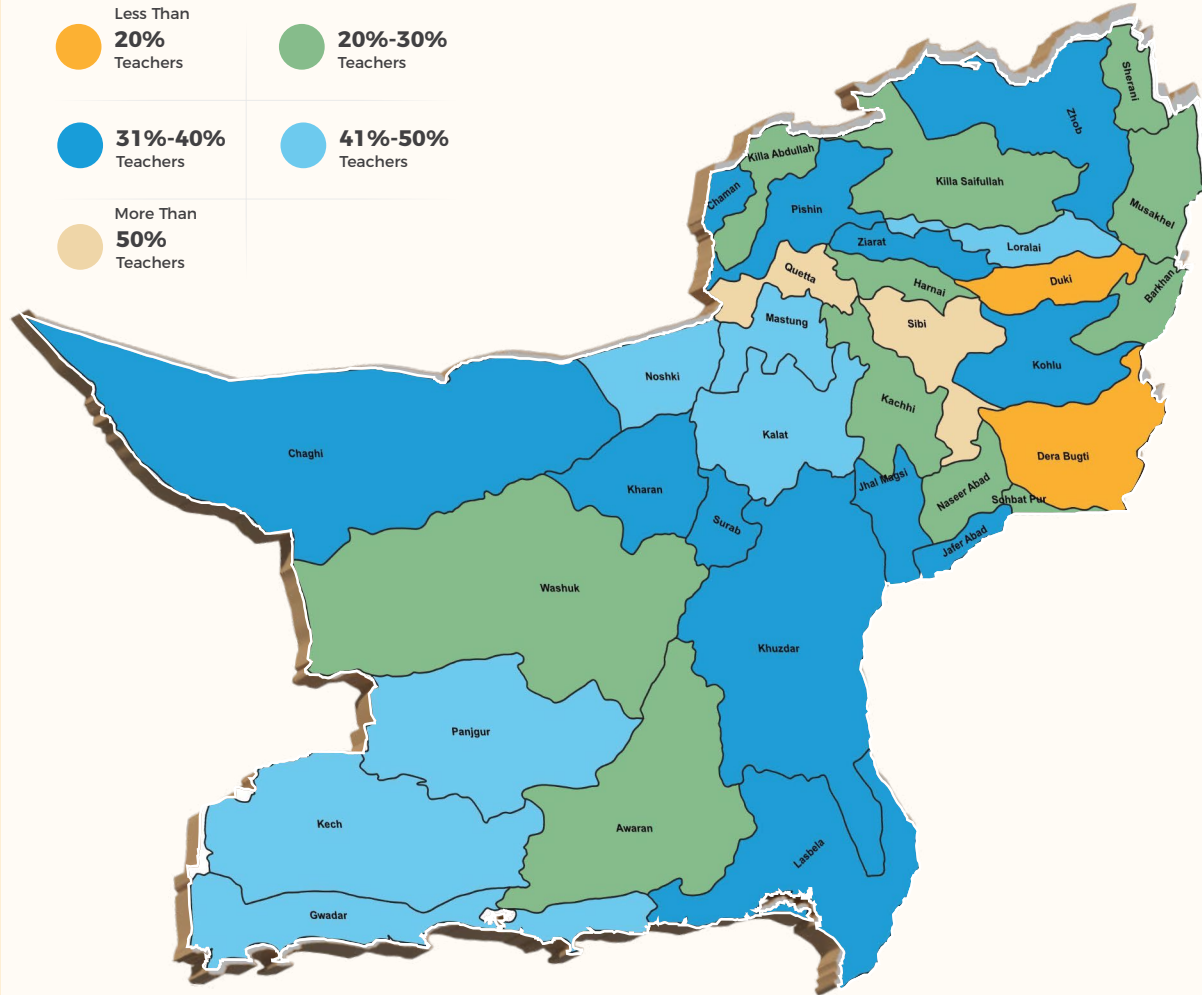 Less Than
20%
Teachers
20%-30%
Teachers
31%-40%
Teachers
41%-50%
Teachers
More Than
50%
Teachers
Sherani
Zhob
Killa Abdullah
Killa Saifullah
Chaman
Pishin
Musakhel
Ziarat
Loralai
Quetta
Harnai
Duki
Barkhan
Mastung
Sibi
Noshki
Kohlu
Kachhi
Kalat
Chaghi
Dera Bugti
Kharan
Jhal Magsi
Naseer Abad
Sohbat Pur
Surab
Jafer Abad
Washuk
Khuzdar
Panjgur
Kech
Awaran
Lasbela
Gwadar